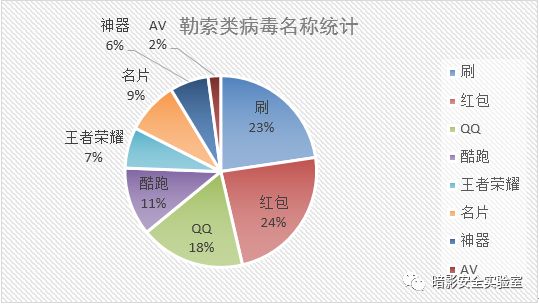 勒索类病毒名称统计
神器
6%
AV
2%
名片
9%
王者荣耀
7%
酷跑
11%
QQ
18%
刷
23%
红包
24%
刷
红包
QQ
酷跑
王者荣耀
名片
神器
AV
暗影安全实验室